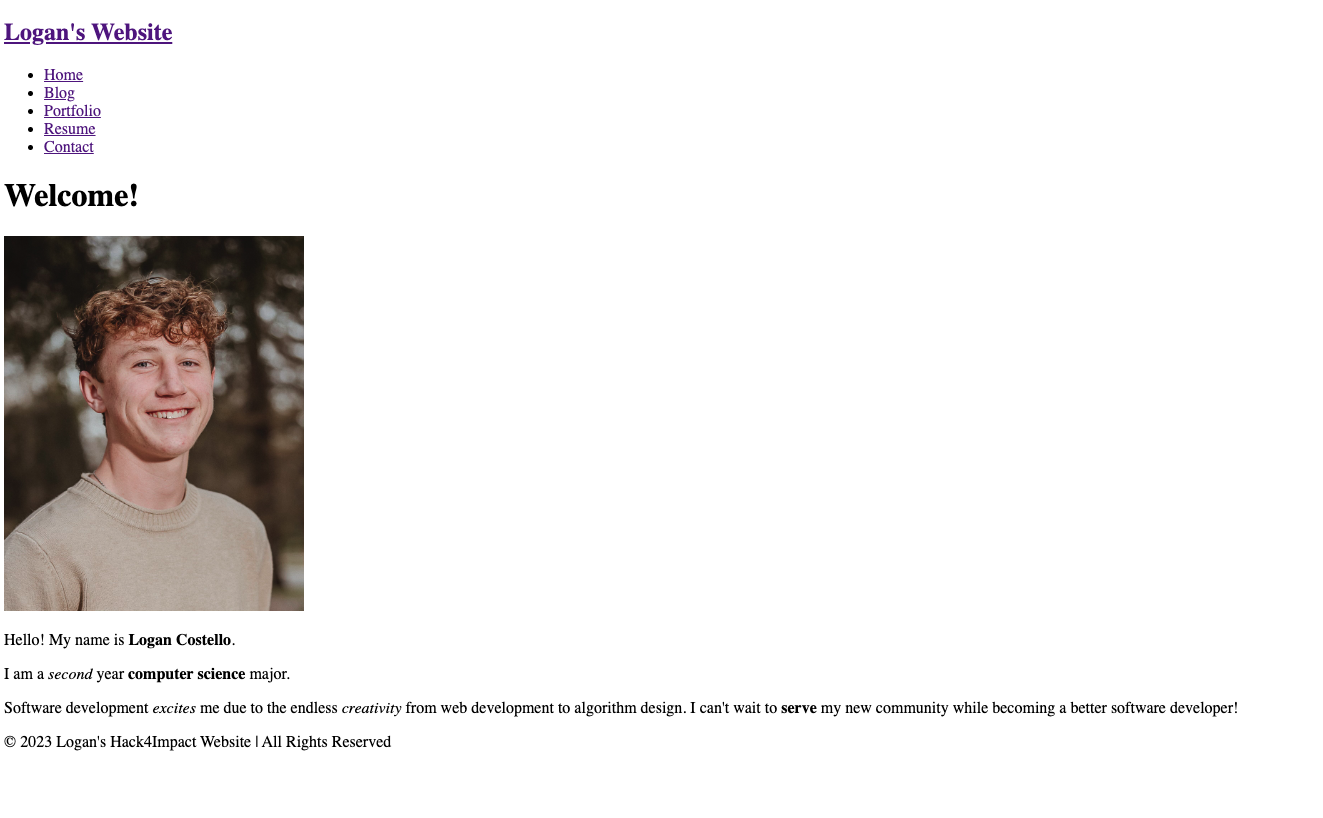 Logan's Website
Home
Blog
Portfolio
Resume
Contact
Welcome!
Hello! My name is Logan Costello.
I am a second year computer science major.
Software development excites me due to the endless creativity from web development to algorithm design. I can't wait to serve my new community while becoming a better software developer!
© 2023 Logan's Hack4Impact Website | All Rights Reserved